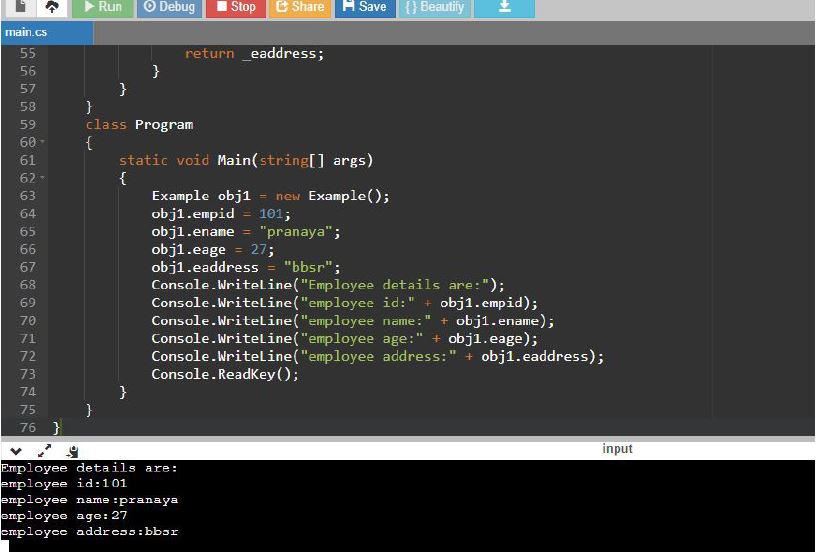 Run Debug Stop Share Save { } Beautify
main.cs
55 return _eaddress;
56 }
57 }
58 }
59 class Program
60 {
61 static void Main(string[] args)
62 {
63 Example obj1 = new Example();
64 obj1.empid = 101;
65 obj1.ename = "pranaya";
66 obj1.eage = 27;
67 obj1.eaddress = "bbsr";
68 Console.WriteLine("Employee details are:");
69 Console.WriteLine("employee id:" + obj1.empid);
70 Console.WriteLine("employee name:" + obj1.ename);
71 Console.WriteLine("employee age:" + obj1.eage);
72 Console.WriteLine("employee address:" + obj1.eaddress);
73 Console.ReadKey();
74 }
75 }
76 }
input
Employee details are:
employee id:101
employee name:pranaya
employee age:27
employee address:bbsr